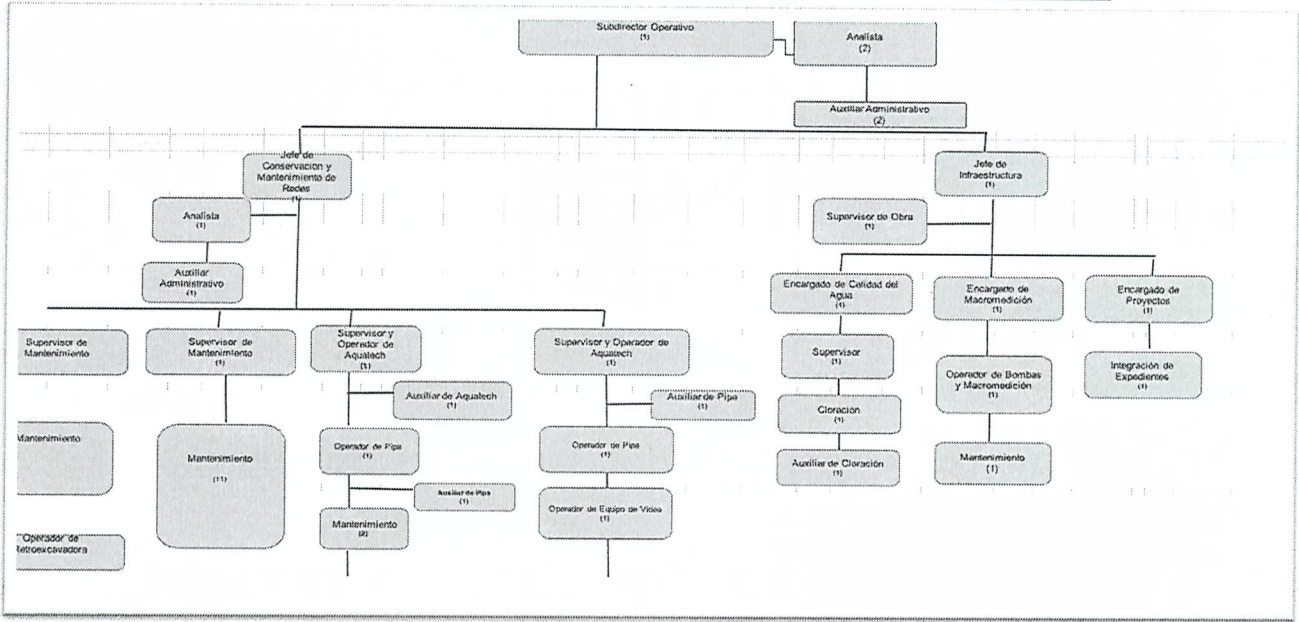 Subdirector Operativo
(1)
Analista
(2)
Auxiliar Administrativo
(2)
Jefe de
Conservacion y
Mantenimiento de
Redes
(1)
Analista
(1)
Auxiliar
Administrativo
(1)
Jefe de
Infraestructura
(1)
Supervisor de Obra
(1)
Supervisor de
Mantenimiento
Supervisor de
Mantenimiento
(1)
Supervisor y
Operador de
Aquatech
(1)
Supervisor y Operador de
Aquatech
(1)
Auxiliar de Aquatech
(1)
Auxiliar de Pipa
(1)
Mantenimiento
Mantenimiento
(11)
Operador de Pipa
(1)
Operador de Pipa
(1)
Auxiliar de Pipa
(1)
Mantenimiento
(2)
Operador de Equipo de Video
(1)
Operador de
Retroexcavadora
Encargado de Calidad del
Agua
(1)
Encargado de
Macromedición
(1)
Encargado de
Proyectos
(1)
Supervisor
(1)
Operador de Bombas
y Macromedición
(1)
Integración de
Expedientes
(1)
Cloración
(1)
Auxiliar de Cloración
(1)
Mantenimiento
(1)